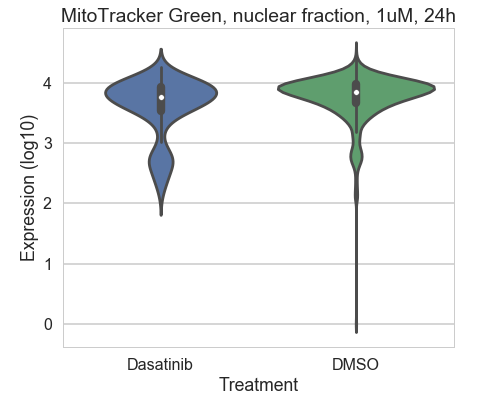 MitoTracker Green, nuclear fraction, 1uM, 24h
Expression (log10)
4
3
2
1
0
Dasatinib
DMSO
Treatment